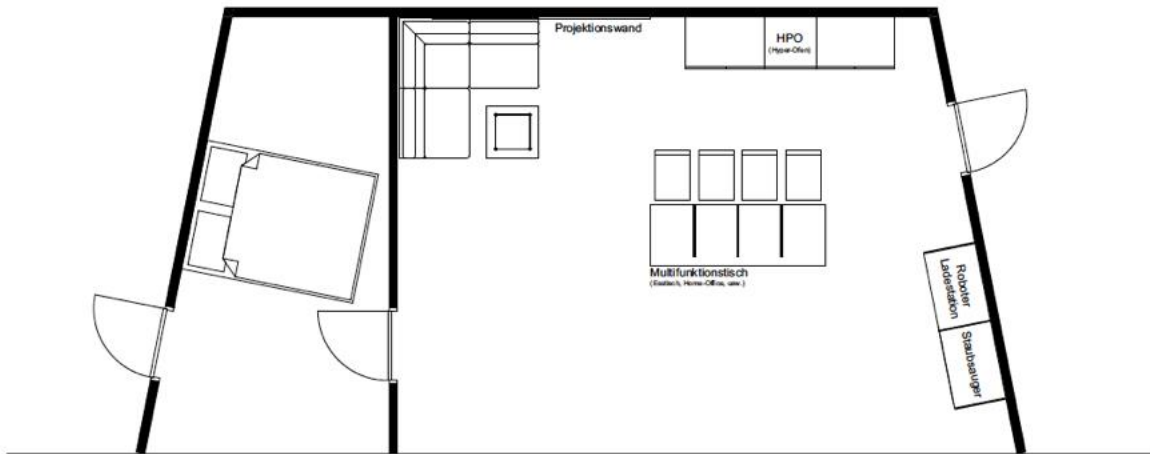 Projektionswand
HPO
(Hyper-Ofen)
Multifunktionstisch
(Esstisch, Home-Office, usw.)
Roboter
Ladestation
Staubsauger